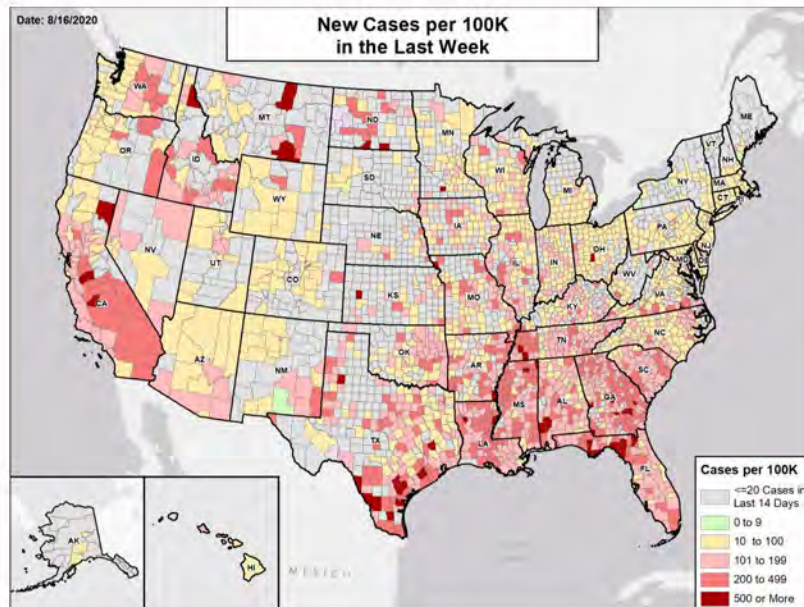 Date: 8/16/2020
New Cases per 100K
in the Last Week
WA
MT
ND
MN
ME
OR
ID
SD
WI
VT
NH
NY
MA
CT
WY
MI
IA
PA
NJ
NE
NV
UT
OH
MD
DE
IL
IN
CO
WV
CA
KS
MO
VA
KY
NC
AZ
OK
TN
NM
AR
SC
MS
AL
GA
TX
LA
FL
AK
HI
MEXICO
Cases per 100K
<=20 Cases in
Last 14 Days
0 to 9
10 to 100
101 to 199
200 to 499
500 or More